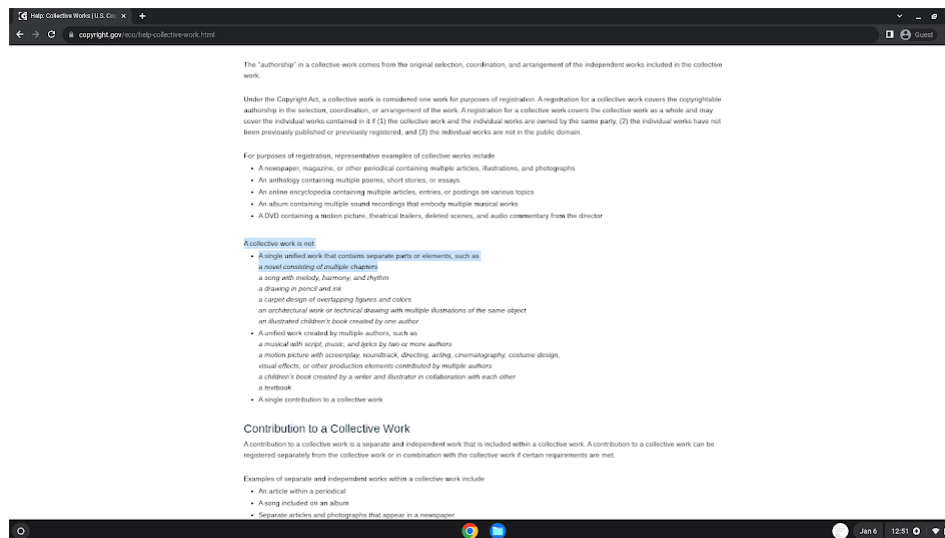 Help: Collective Works | U.S. Co
copyright.gov/eco/help-collective-work.html
Guest
The "authorship" in a collective work comes from the original selection, coordination, and arrangement of the independent works included in the collective
work.
Under the Copyright Act, a collective work is considered one work for purposes of registration. A registration for a collective work covers the copyrightable
authorship in the selection, coordination, or arrangement of the work. A registration for a collective work covers the collective work as a whole and may
cover the individual works contained in it if (1) the collective work and the individual works are owned by the same party, (2) the individual works have not
been previously published or previously registered, and (3) the individual works are not in the public domain.
For purposes of registration, representative examples of collective works include
• A newspaper, magazine, or other periodical containing multiple articles, illustrations, and photographs
• An anthology containing multiple poems, short stories, or essays
• An online encyclopedia containing multiple articles, entries, or postings on various topics
• An album containing multiple sound recordings that embody multiple musical works
• A DVD containing a motion picture, theatrical trailers, deleted scenes, and audio commentary from the director
A collective work is not
• A single unified work that contains separate parts or elements, such as
a novel consisting of multiple chapters
a song with melody, harmony, and rhythm
a drawing in pencil and ink
a carpet design of overlapping figures and colors
an architectural work or technical drawing with multiple illustrations of the same object
an illustrated children's book created by one author
• A unified work created by multiple authors, such as
a musical with script, music, and lyrics by two or more authors
a motion picture with screenplay, soundtrack, directing, acting, cinematography, costume design,
visual effects, or other production elements contributed by multiple authors
a children's book created by a writer and illustrator in collaboration with each other
a textbook
• A single contribution to a collective work
Contribution to a Collective Work
A contribution to a collective work is a separate and independent work that is included within a collective work. A contribution to a collective work can be
registered separately from the collective work or in combination with the collective work if certain requirements are met.
Examples of separate and independent works within a collective work include
• An article within a periodical
• A song included on an album
• Separate articles and photographs that appear in a newspaper
Jan 6
12:51